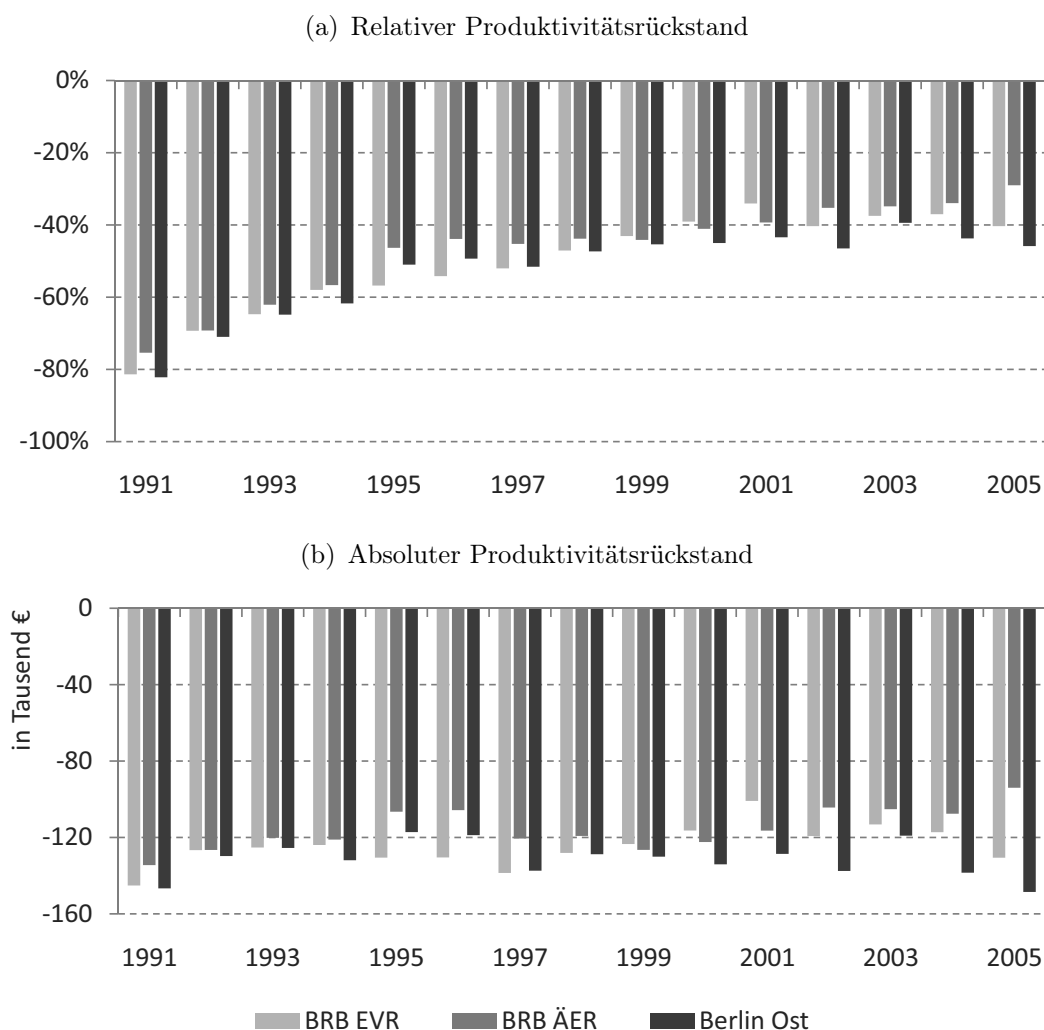 (a) Relativer Produktivitätsrückstand
0%
-20%
-40%
-60%
-80%
-100%
1991 1993 1995 1997 1999 2001 2003 2005
(b) Absoluter Produktivitätsrückstand
in Tausend €
0
-40
-80
-120
-160
1991 1993 1995 1997 1999 2001 2003 2005
BRB EVR BRB ÄER Berlin Ost